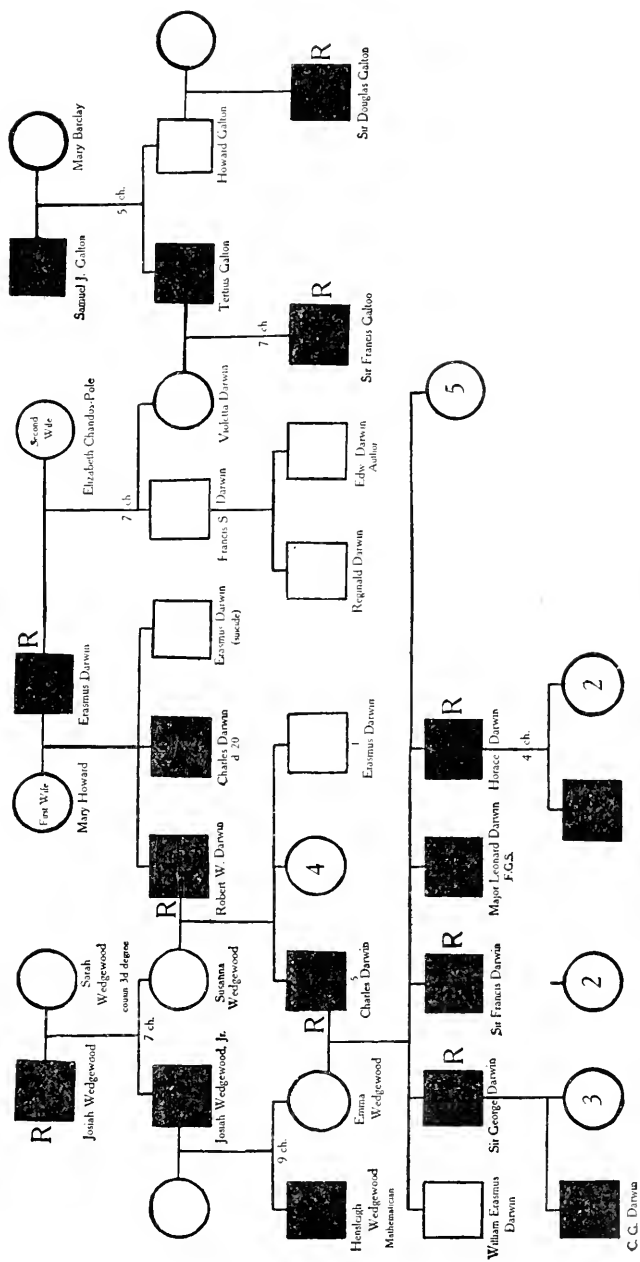 Mary Barclay
Samuel J. Galton
5 ch.
Howard Galton
R
Sir Douglas Galton
Tertius Galton
7 ch
R
Sir Francis Galtoo
Second
Wife
Elizabeth Chandos-Pole
Violetta Darwin
7 ch
Francis S Darwin
Edw Darwin
Author
Reginald Darwin
R
Erasmus Darwin
First Wife
Mary Howard
Erasmus Darwin
(suicide)
Charles Darwin
d 20
R
Robert W. Darwin
1
Erasmus Darwin
4
5
Charles Darwin
R
Sarah
Wedgewood
cousin 3d degree
R
Josiah Wedgewood
7 ch.
Susanna
Wedgewood
Josiah Wedgewood, Jr.
9 ch.
Emma
Wedgewood
Hensleigh
Wedgewood
Mathematician
5
R
Horace Darwin
4 ch.
2
Major Leonard Darwin
F.G.S.
R
Sir Francis Darwin
2
R
Sir George Darwin
3
William Erasmus
Darwin
C. G. Darwin